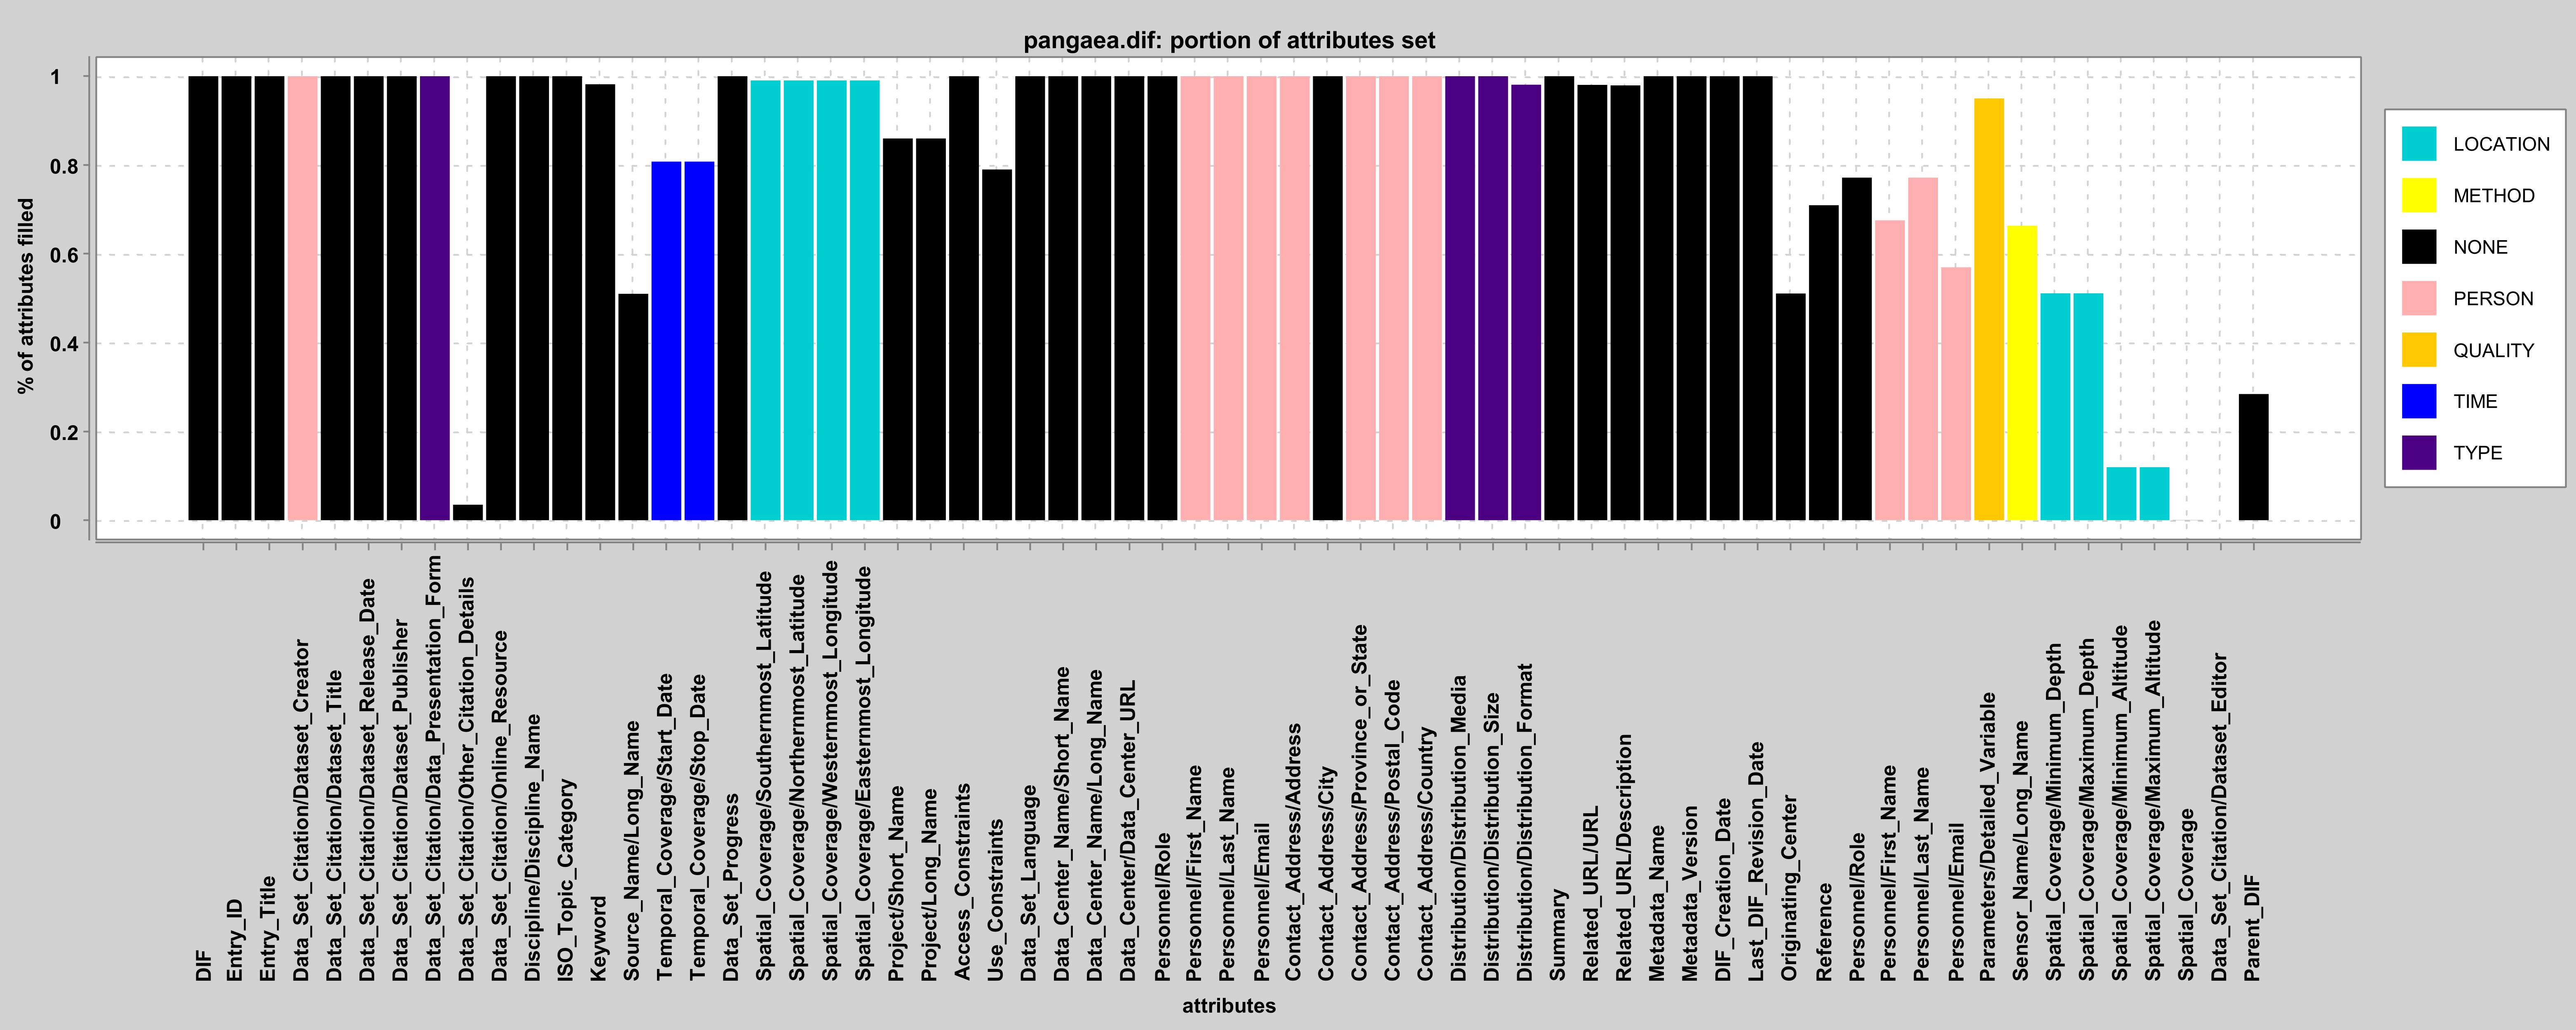 pangaea.dif: portion of attributes set
% of attributes filled
1
0.8
0.6
0.4
0.2
0
DIF
Entry_ID
Entry_Title
Data_Set_Citation/Dataset_Creator
Data_Set_Citation/Dataset_Title
Data_Set_Citation/Dataset_Release_Date
Data_Set_Citation/Dataset_Publisher
Data_Set_Citation/Data_Presentation_Form
Data_Set_Citation/Other_Citation_Details
Data_Set_Citation/Online_Resource
Discipline/Discipline_Name
ISO_Topic_Category
Keyword
Source_Name/Long_Name
Temporal_Coverage/Start_Date
Temporal_Coverage/Stop_Date
Data_Set_Progress
Spatial_Coverage/Southernmost_Latitude
Spatial_Coverage/Northernmost_Latitude
Spatial_Coverage/Westernmost_Longitude
Spatial_Coverage/Easternmost_Longitude
Project/Short_Name
Project/Long_Name
Access_Constraints
Use_Constraints
Data_Set_Language
Data_Center_Name/Short_Name
Data_Center_Name/Long_Name
Data_Center/Data_Center_URL
Personnel/Role
Personnel/First_Name
Personnel/Last_Name
Personnel/Email
Contact_Address/Address
Contact_Address/City
Contact_Address/Province_or_State
Contact_Address/Postal_Code
Contact_Address/Country
Distribution/Distribution_Media
Distribution/Distribution_Size
Distribution/Distribution_Format
Summary
Related_URL/URL
Related_URL/Description
Metadata_Name
Metadata_Version
DIF_Creation_Date
Last_DIF_Revision_Date
Originating_Center
Reference
Personnel/Role
Personnel/First_Name
Personnel/Last_Name
Personnel/Email
Parameters/Detailed_Variable
Sensor_Name/Long_Name
Spatial_Coverage/Minimum_Depth
Spatial_Coverage/Maximum_Depth
Spatial_Coverage/Minimum_Altitude
Spatial_Coverage/Maximum_Altitude
Spatial_Coverage
Data_Set_Citation/Dataset_Editor
Parent_DIF
attributes
LOCATION
METHOD
NONE
PERSON
QUALITY
TIME
TYPE